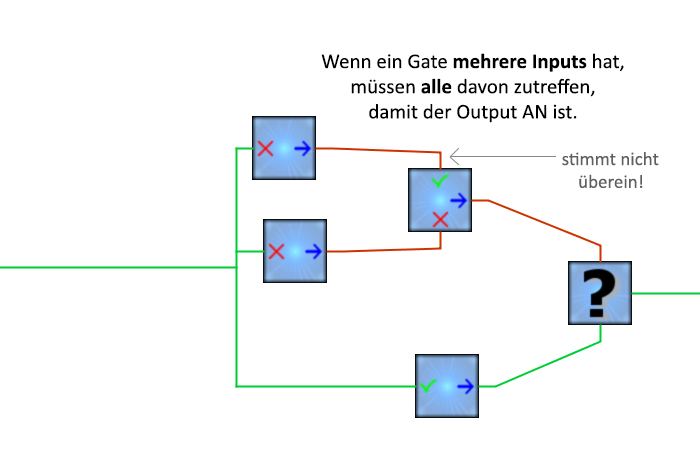 Wenn ein Gate mehrere Inputs hat,
müssen alle davon zutreffen,
damit der Output AN ist.
stimmt nicht
überein!
?